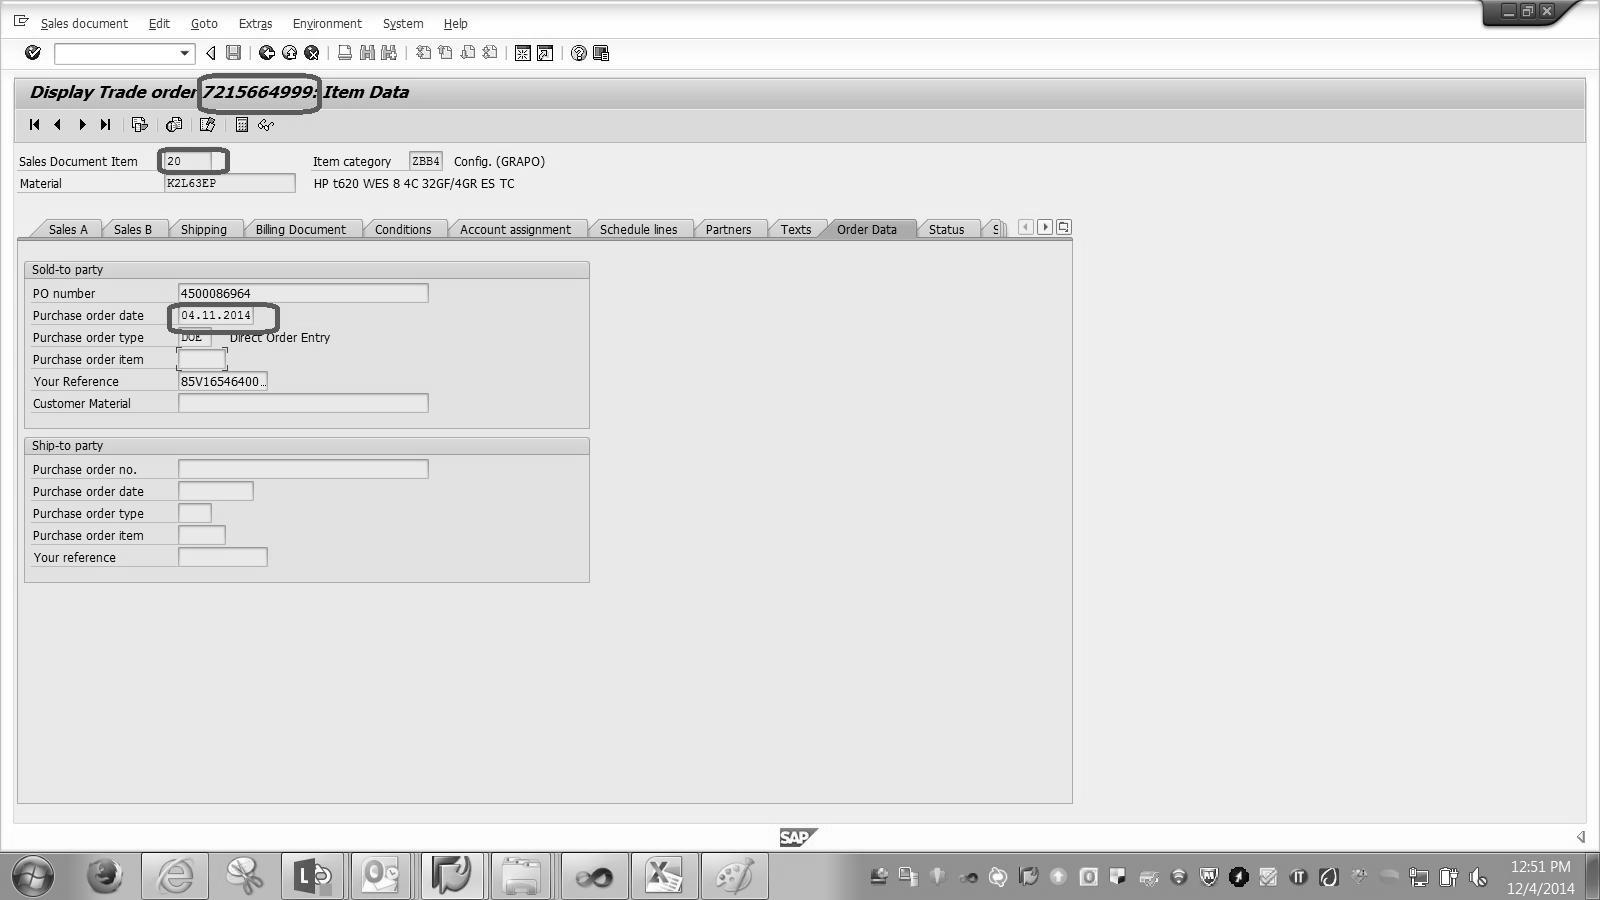 Sales document Edit Goto Extras Environment System Help
Display Trade order 7215664999: Item Data
Sales Document Item 20 Item category ZBB4 Config. (GRAPO)
Material K2L63EP HP t620 WES 8 4C 32GF/4GR ES TC
Sales A Sales B Shipping Billing Document Conditions Account assignment Schedule lines Partners Texts Order Data Status S
Sold-to party
PO number 4500086964
Purchase order date 04.11.2014
Purchase order type DOE Direct Order Entry
Purchase order item
Your Reference 85V16546400...
Customer Material
Ship-to party
Purchase order no.
Purchase order date
Purchase order type
Purchase order item
Your reference
SAP
12:51 PM
12/4/2014